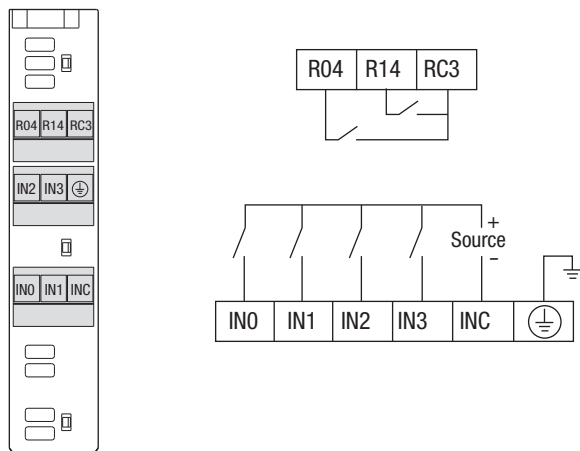 R04 R14 RC3
IN2 IN3
IN0 IN1 INC
R04 R14 RC3
+
Source
–
IN0 IN1 IN2 IN3 INC